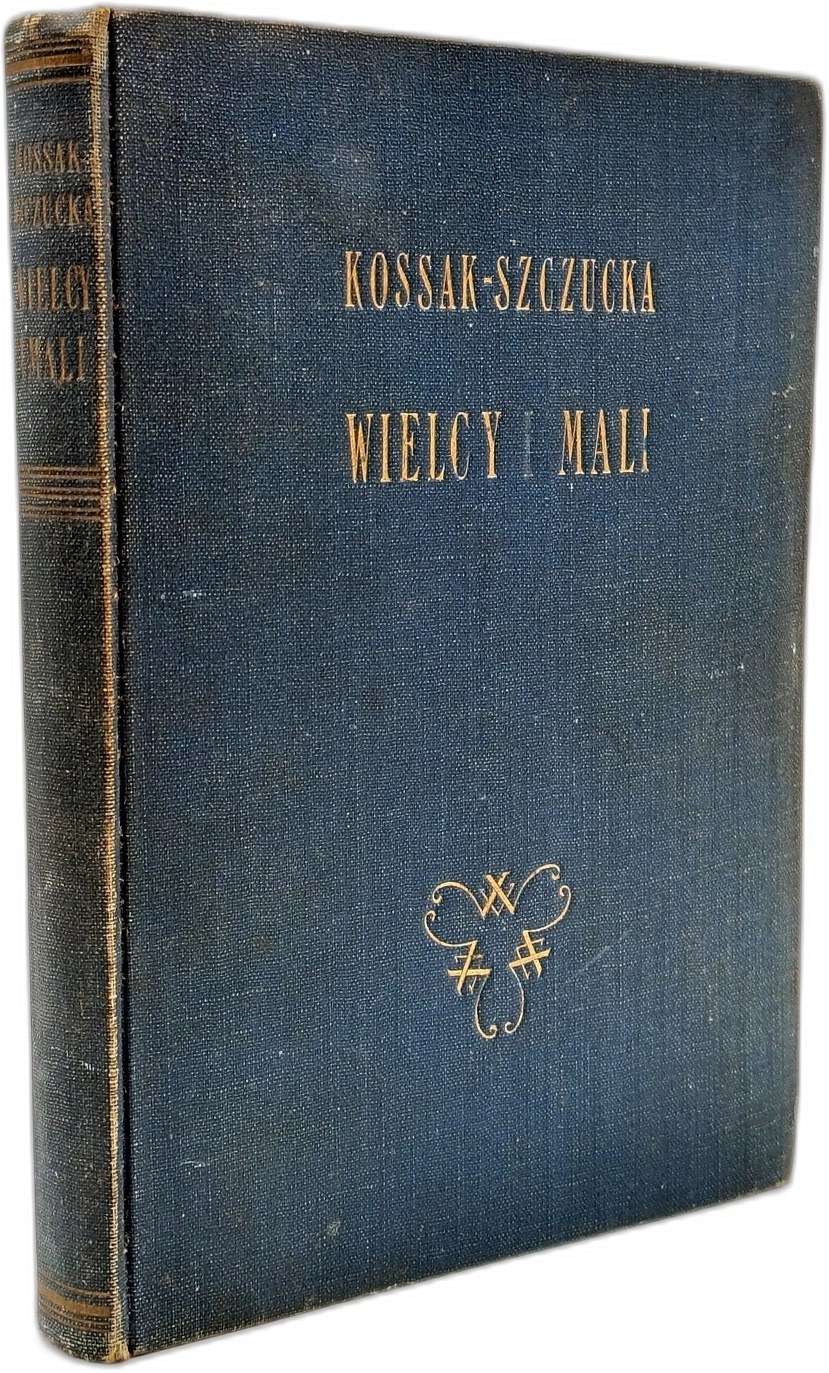 KOSSAK-
SZCZUCKA
WIELCY
MALI
KOSSAK-SZCZUCKA
WIELCY I MALI